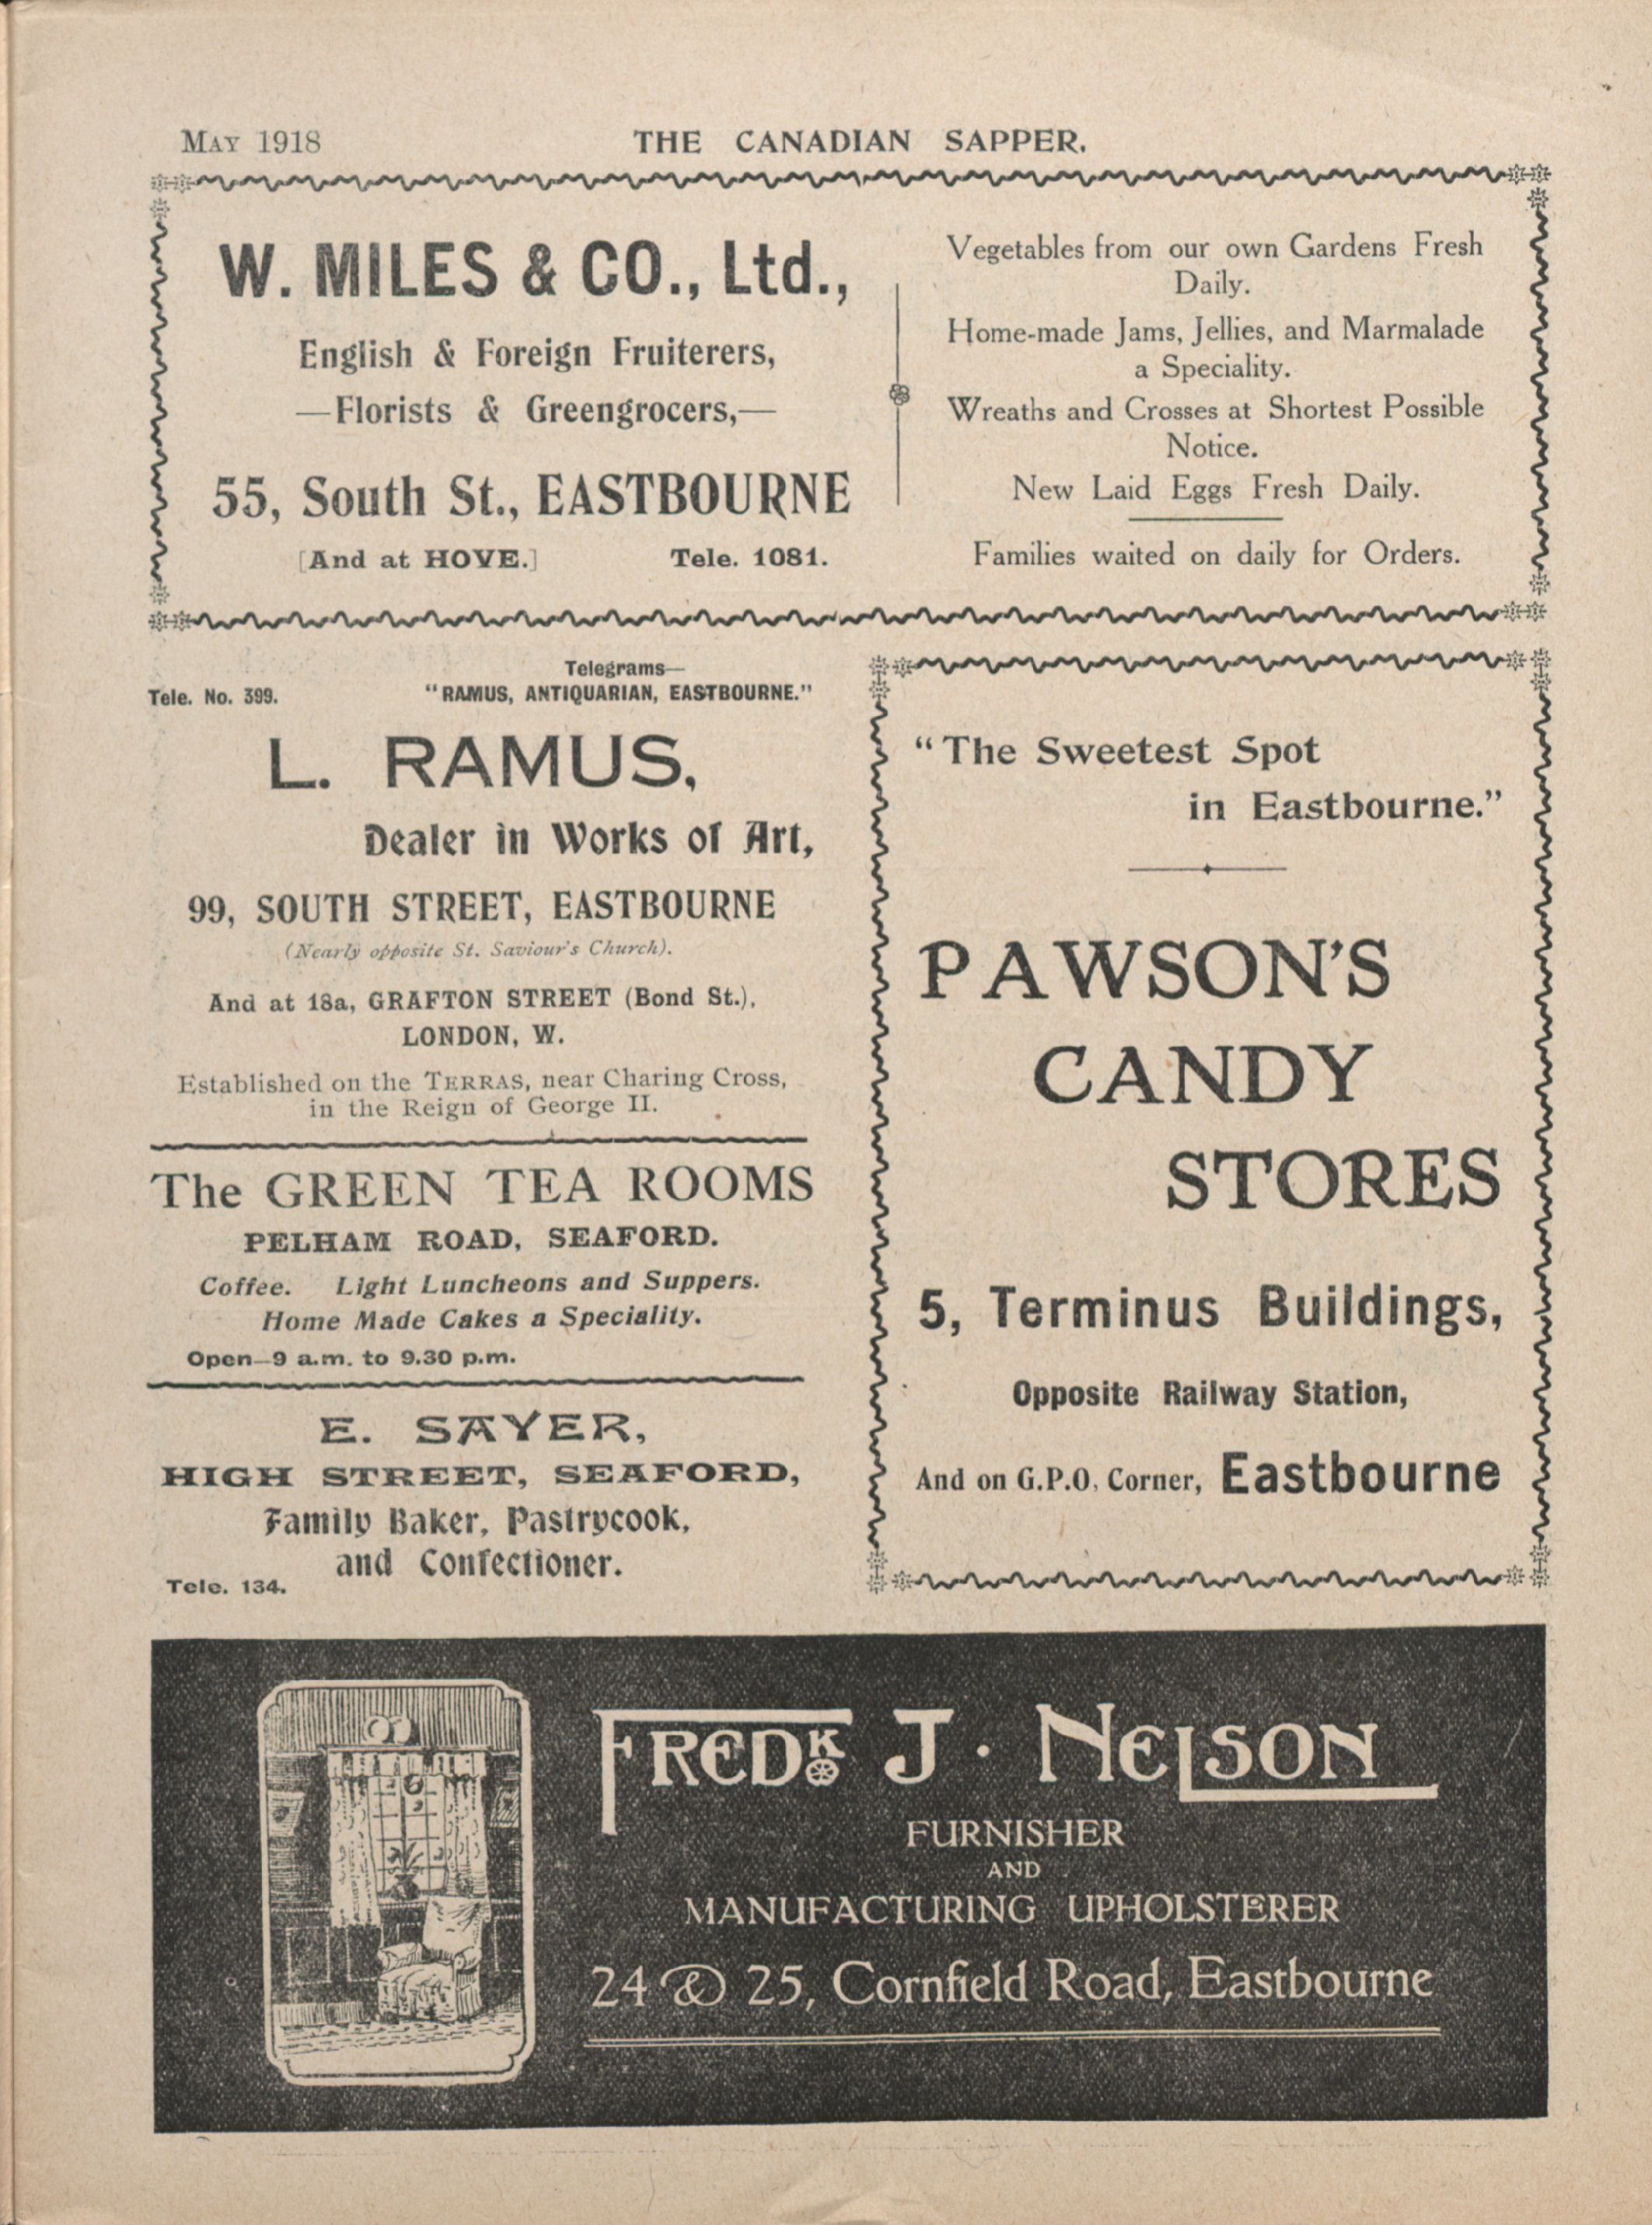 MAY 1918
THE CANADIAN SAPPER.
W. MILES & CO., Ltd.,
English & Foreign Fruiterers,
—Florists & Greengrocers,—
55, South St., EASTBOURNE
[And at HOVE.] Tele. 1081.
Vegetables from our own Gardens Fresh
Daily.
Home-made Jams, Jellies, and Marmalade
a Speciality.
Wreaths and Crosses at Shortest Possible
Notice.
New Laid Eggs Fresh Daily.
Families waited on daily for Orders.
Telegrams—
Tele. No. 399. "RAMUS, ANTIQUARIAN, EASTBOURNE."
L. RAMUS,
Dealer in Works of Art,
99, SOUTH STREET, EASTBOURNE
(Nearly opposite St. Saviour's Church).
And at 18a, GRAFTON STREET (Bond St.),
LONDON, W.
Established on the TERRAS, near Charing Cross,
in the Reign of George II.
The GREEN TEA ROOMS
PELHAM ROAD, SEAFORD.
Coffee. Light Luncheons and Suppers.
Home Made Cakes a Speciality.
Open—9 a.m. to 9.30 p.m.
E. SAYER,
HIGH STREET, SEAFORD,
Family Baker, Pastrycook,
and Confectioner.
Tele. 134.
"The Sweetest Spot
in Eastbourne."
PAWSON'S
CANDY
STORES
5, Terminus Buildings,
Opposite Railway Station,
And on G.P.O. Corner, Eastbourne
FREDK J. NELSON
FURNISHER
AND
MANUFACTURING UPHOLSTERER
24 & 25, Cornfield Road, Eastbourne